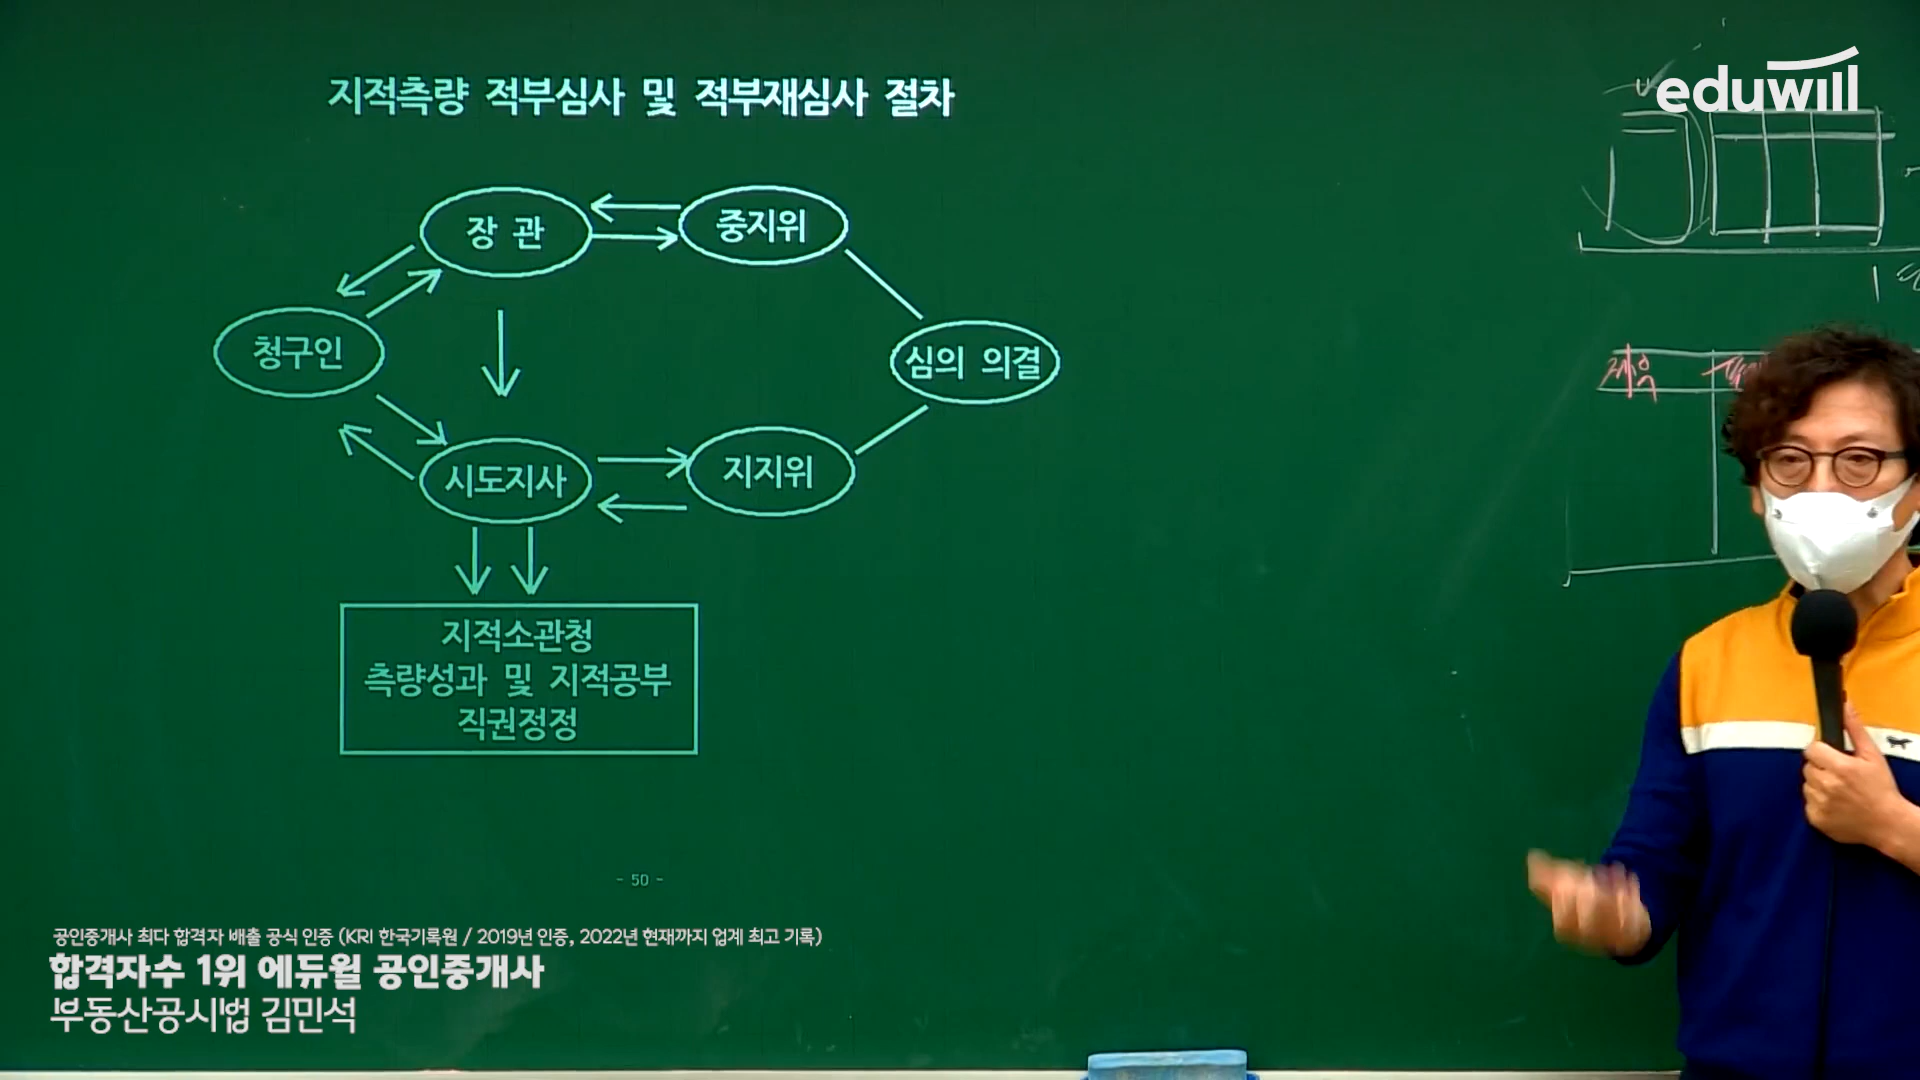 eduwill
지적측량 적부심사 및 적부재심사 절차
장 관
중지위
청구인
심의 의결
시도지사
지지위
지적소관청
측량성과 및 지적공부
직권정정
- 50 -
공인중개사 최다 합격자 배출 공식 인증 (KRI 한국기록원 / 2019년 인증, 2022년 현재까지 업계 최고 기록)
합격자수 1위 에듀윌 공인중개사
부동산공시법 김민석